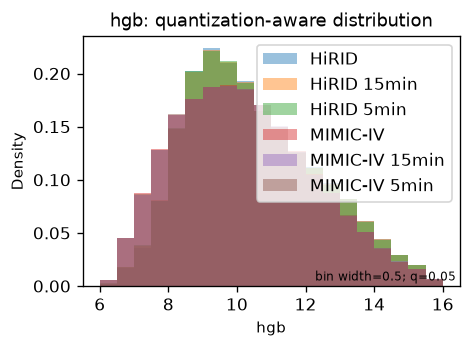 hgb: quantization-aware distribution
HiRID
HiRID 15min
HiRID 5min
MIMIC-IV
MIMIC-IV 15min
MIMIC-IV 5min
Density
0.20
0.15
0.10
0.05
0.00
bin width=0.5; q=0.05
6 8 10 12 14 16
hgb